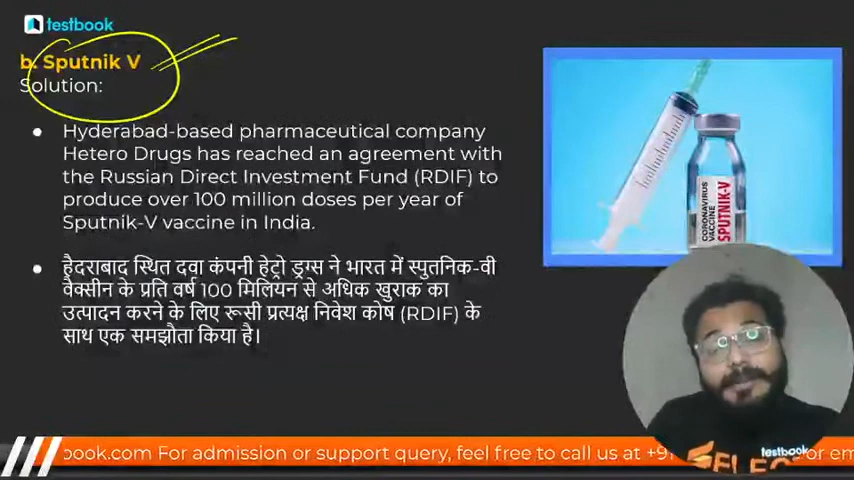 testbook
b. Sputnik V
Solution:
Hyderabad-based pharmaceutical company
Hetero Drugs has reached an agreement with
the Russian Direct Investment Fund (RDIF) to
produce over 100 million doses per year of
Sputnik-V vaccine in India.
हैदराबाद स्थित दवा कंपनी हेट्रो ड्रग्स ने भारत में स्पुतनिक-वी
वैक्सीन के प्रति वर्ष 100 मिलियन से अधिक खुराक का
उत्पादन करने के लिए रूसी प्रत्यक्ष निवेश कोष (RDIF) के
साथ एक समझौता किया है।
CORONAVIRUS
VACCINE
SPUTNIK-V
testbook
book.com For admission or support query, feel free to call us at +91
or em